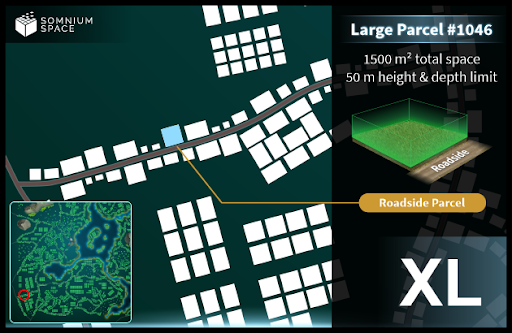 SOMNIUM
SPACE
Large Parcel #1046
1500 m² total space
50 m height & depth limit
Roadside
Roadside Parcel
XL